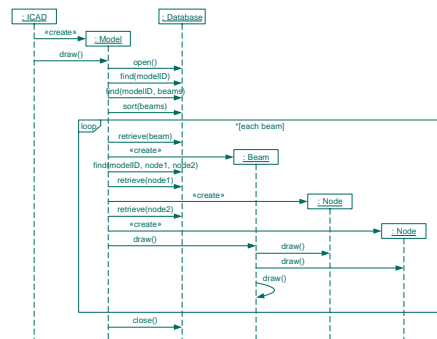 : ICAD
: Database
«create»
: Model
draw()
open()
find(modelID)
find(modelID, beams)
sort(beams)
loop
*[each beam]
retrieve(beam)
«create»
: Beam
find(modelID, node1, node2)
retrieve(node1)
«create»
: Node
retrieve(node2)
«create»
: Node
draw()
draw()
draw()
draw()
close()